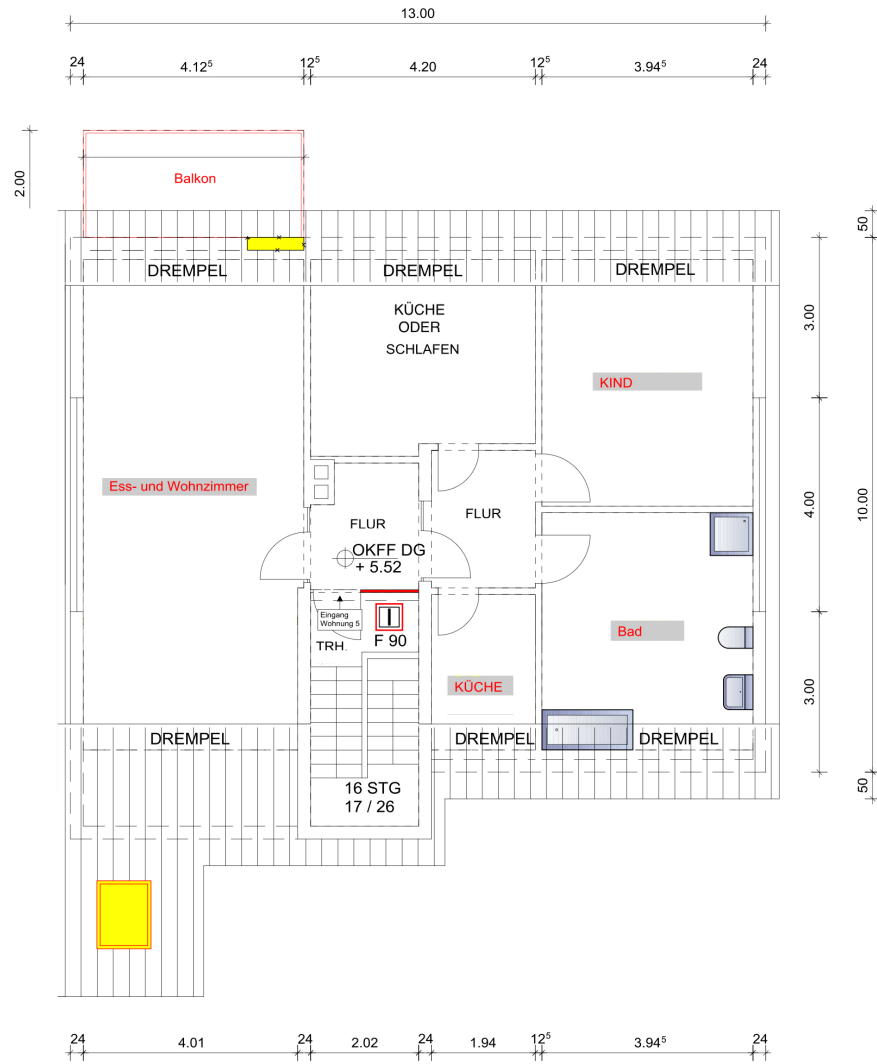 13.00
24 4.12⁵ 12⁵ 4.20 12⁵ 3.94⁵ 24
2.00
Balkon
50
DREMPEL DREMPEL DREMPEL
KÜCHE
ODER
SCHLAFEN
3.00
KIND
Ess- und Wohnzimmer
FLUR
FLUR
4.00
10.00
OKFF DG
+ 5.52
Eingang
Wohnung 5
TRH.
F 90
Bad
KÜCHE
3.00
DREMPEL DREMPEL DREMPEL
16 STG
17 / 26
50
24 4.01 24 2.02 24 1.94 12⁵ 3.94⁵ 24